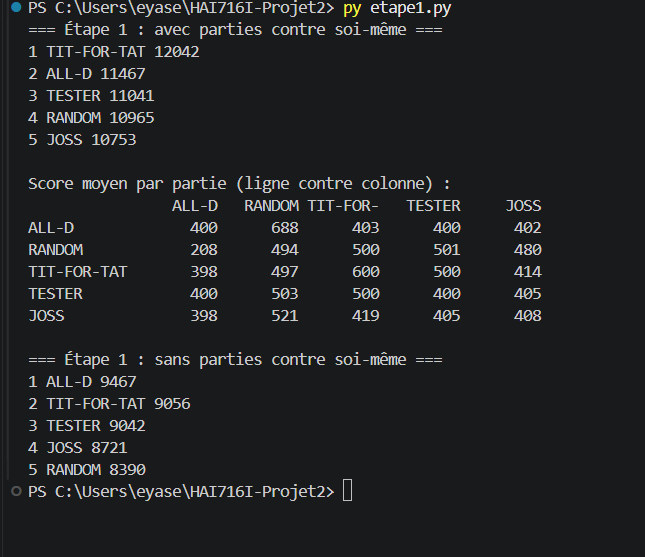 PS C:\Users\eyase\HAI716I-Projet2> py etape1.py
=== Étape 1 : avec parties contre soi-même ===
1 TIT-FOR-TAT 12042
2 ALL-D 11467
3 TESTER 11041
4 RANDOM 10965
5 JOSS 10753
Score moyen par partie (ligne contre colonne) :
ALL-D RANDOM TIT-FOR- TESTER JOSS
ALL-D 400 688 403 400 402
RANDOM 208 494 500 501 480
TIT-FOR-TAT 398 497 600 500 414
TESTER 400 503 500 400 405
JOSS 398 521 419 405 408
=== Étape 1 : sans parties contre soi-même ===
1 ALL-D 9467
2 TIT-FOR-TAT 9056
3 TESTER 9042
4 JOSS 8721
5 RANDOM 8390
PS C:\Users\eyase\HAI716I-Projet2>